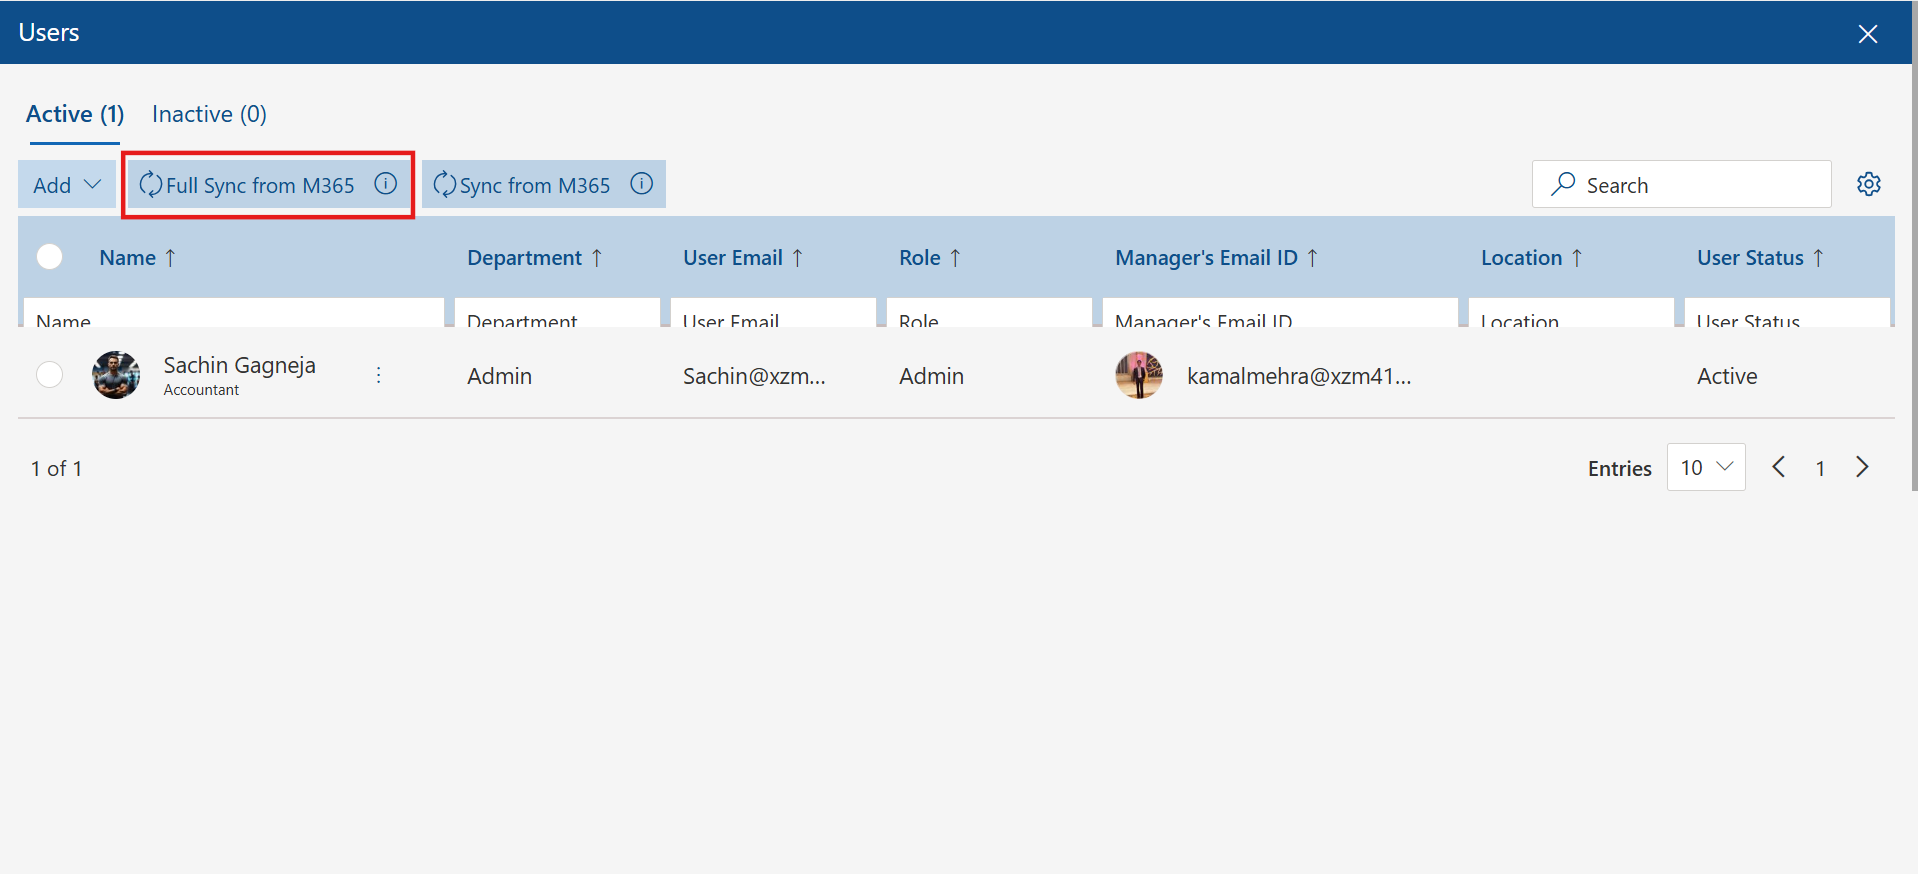 Users
Active (1) Inactive (0)
Add Full Sync from M365 Sync from M365 Search
Name Department User Email Role Manager's Email ID Location User Status
Name Department User Email Role Manager's Email ID Location User Status
Sachin Gagneja
Accountant
Admin Sachin@xzm... Admin kamalmehra@xzm41... Active
1 of 1 Entries 10 1